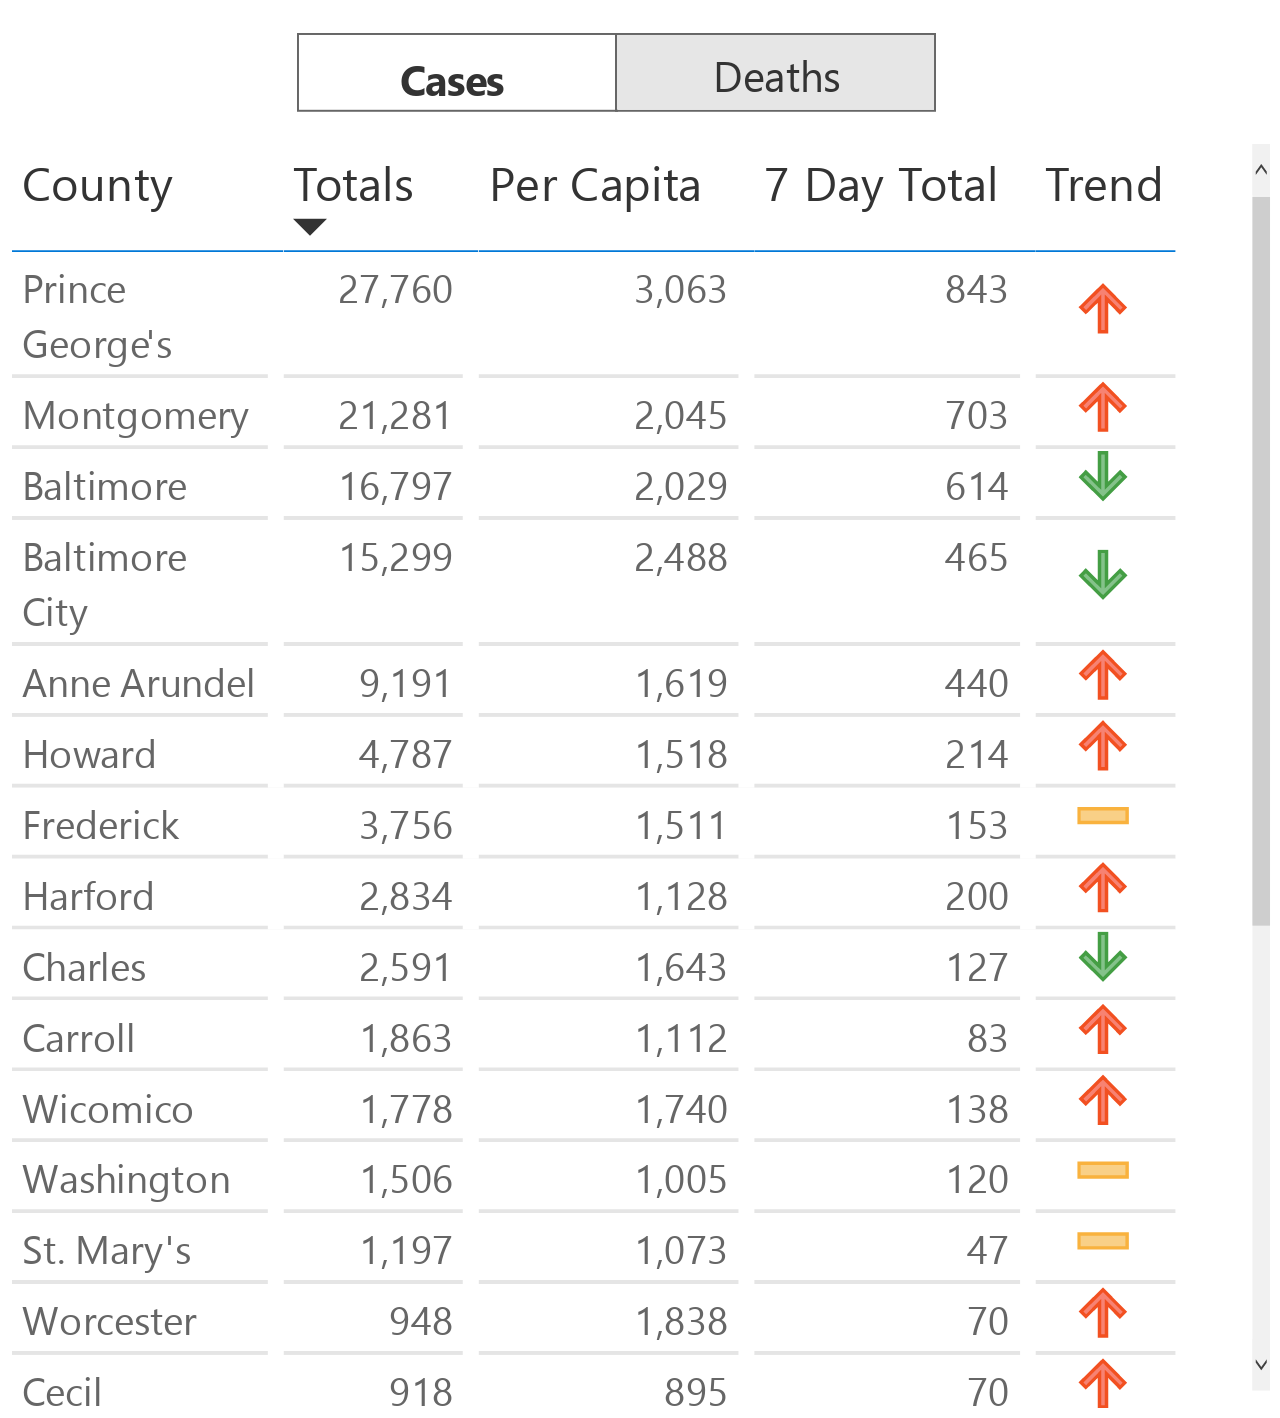 Cases Deaths
County Totals Per Capita 7 Day Total Trend
Prince 27,760 3,063 843
George's
Montgomery 21,281 2,045 703
Baltimore 16,797 2,029 614
Baltimore 15,299 2,488 465
City
Anne Arundel 9,191 1,619 440
Howard 4,787 1,518 214
Frederick 3,756 1,511 153
Harford 2,834 1,128 200
Charles 2,591 1,643 127
Carroll 1,863 1,112 83
Wicomico 1,778 1,740 138
Washington 1,506 1,005 120
St. Mary's 1,197 1,073 47
Worcester 948 1,838 70
Cecil 918 895 70